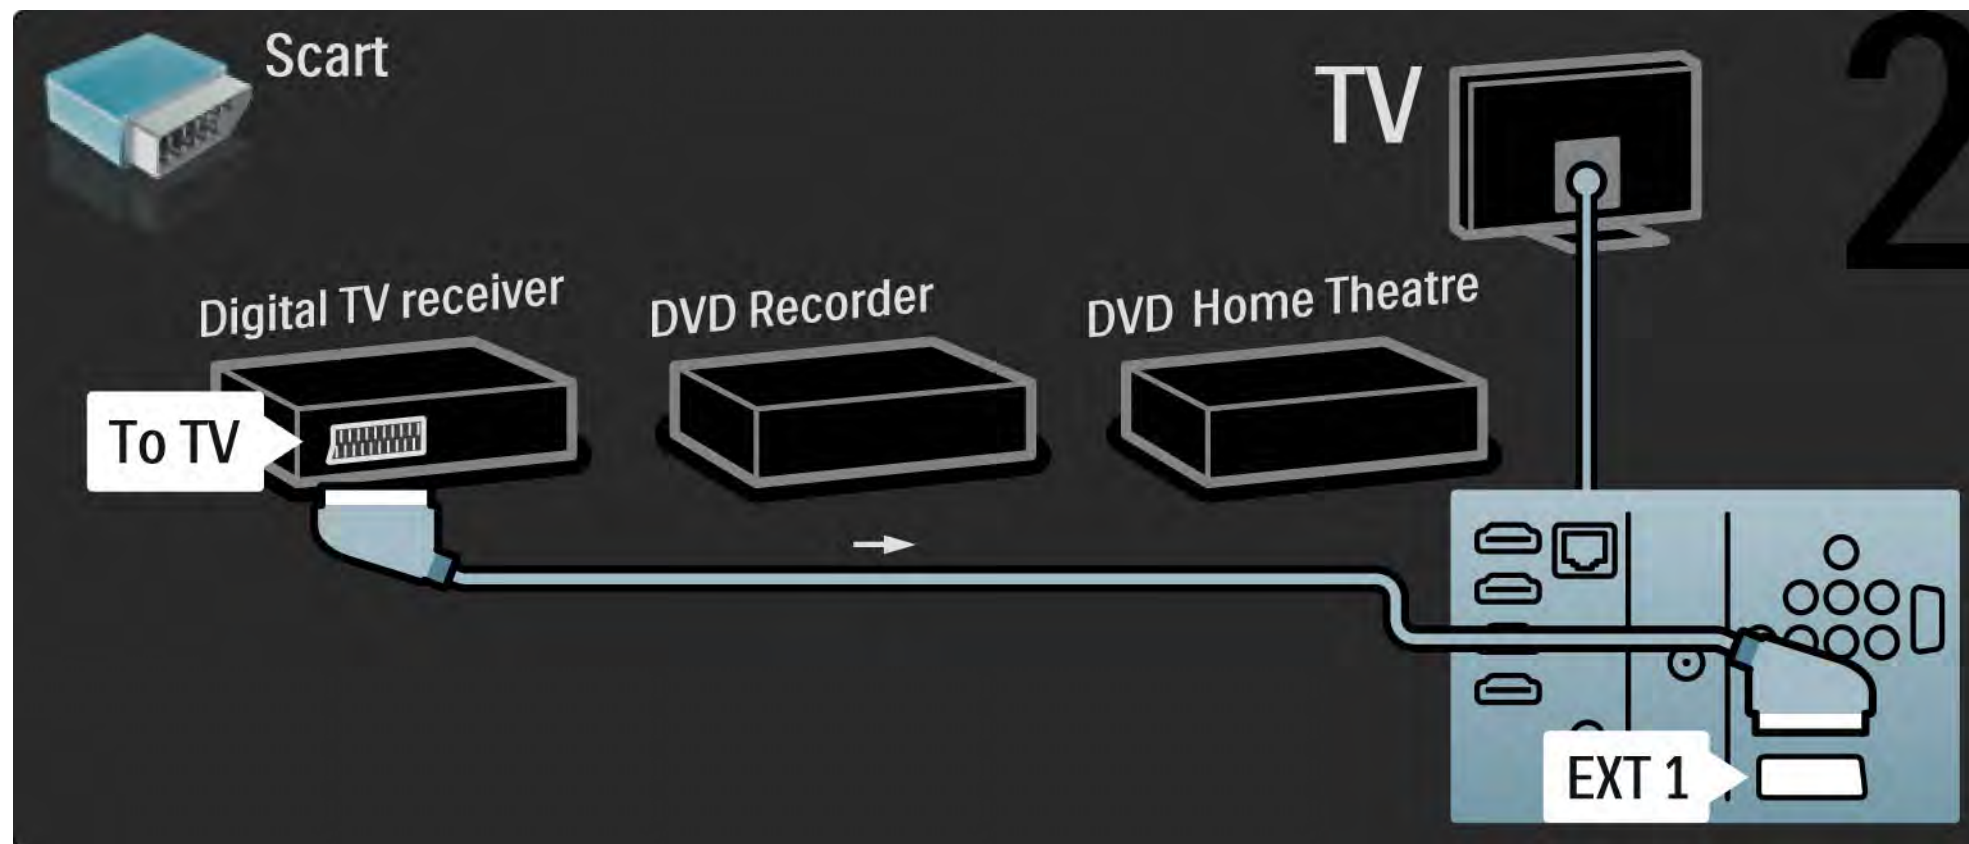 Scart
TV
2
Digital TV receiver
DVD Recorder
DVD Home Theatre
To TV
EXT 1